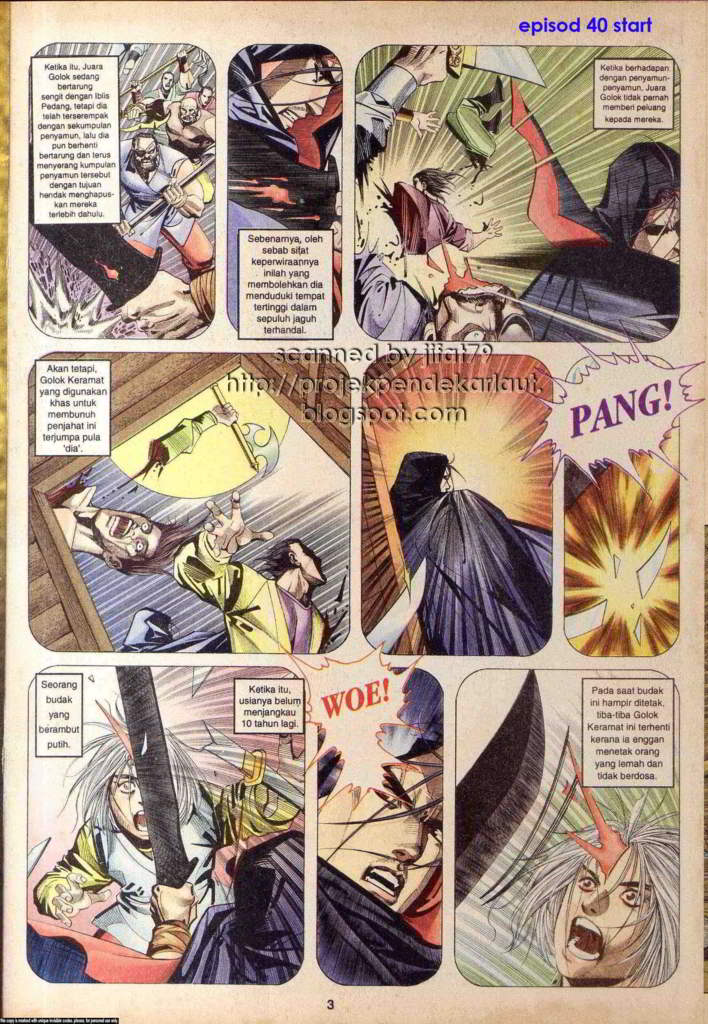 episod 40 start
Ketika itu, Juara
Golok sedang
bertarung
sengit dengan Iblis
Pedang, tetapi dia
telah terserempak
dengan sekumpulan
penyamun, lalu dia
pun berhenti
bertarung dan terus
menyerang kumpulan
penyamun tersebut
dengan tujuan
hendak menghapus-
kan mereka
terlebih dahulu.
Sebenarnya, oleh
sebab sifat
keperwiraannya
inilah yang
membolehkan dia
menduduki tempat
tertinggi dalam
sepuluh jaguh
terhandal.
Ketika berhadapan
dengan penyamun-
penyamun, Juara
Golok tidak pernah
memberi peluang
kepada mereka.
scanned by jijat79
http://projekpendekarlaut.
blogspot.com
Akan tetapi,
Golok Keramat
yang digunakan
khas untuk
membunuh
penjahat ini
terjumpa pula
'dia'.
PANG!
Seorang
budak
yang
berambut
putih.
Ketika itu,
usianya belum
menjangkau
10 tahun lagi.
WOE!
Pada saat budak
ini hampir ditetak,
tiba-tiba Golok
Keramat ini terhenti
kerana ia enggan
menetak orang
yang lemah dan
tidak berdosa.
3